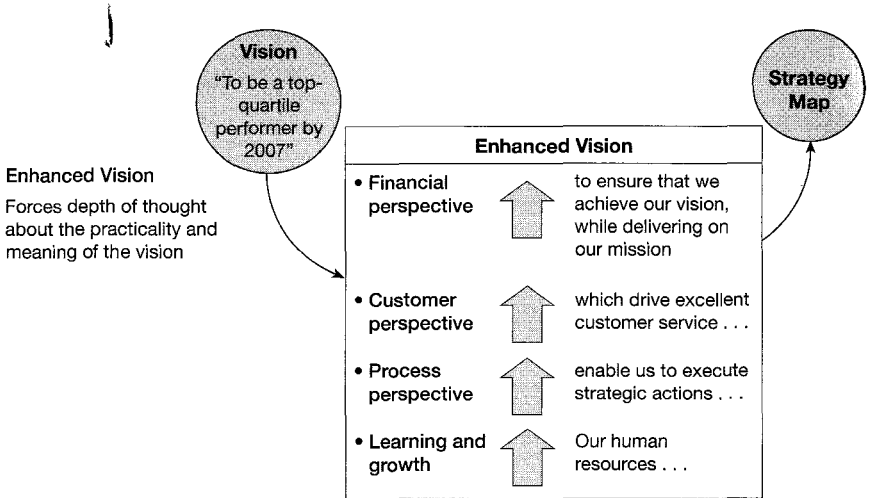 Vision
"To be a top-
quartile
performer by
2007"
Strategy
Map
Enhanced Vision
Forces depth of thought
about the practicality and
meaning of the vision
Enhanced Vision
• Financial
perspective
to ensure that we
achieve our vision,
while delivering on
our mission
• Customer
perspective
which drive excellent
customer service . . .
• Process
perspective
enable us to execute
strategic actions . . .
• Learning and
growth
Our human
resources . . .